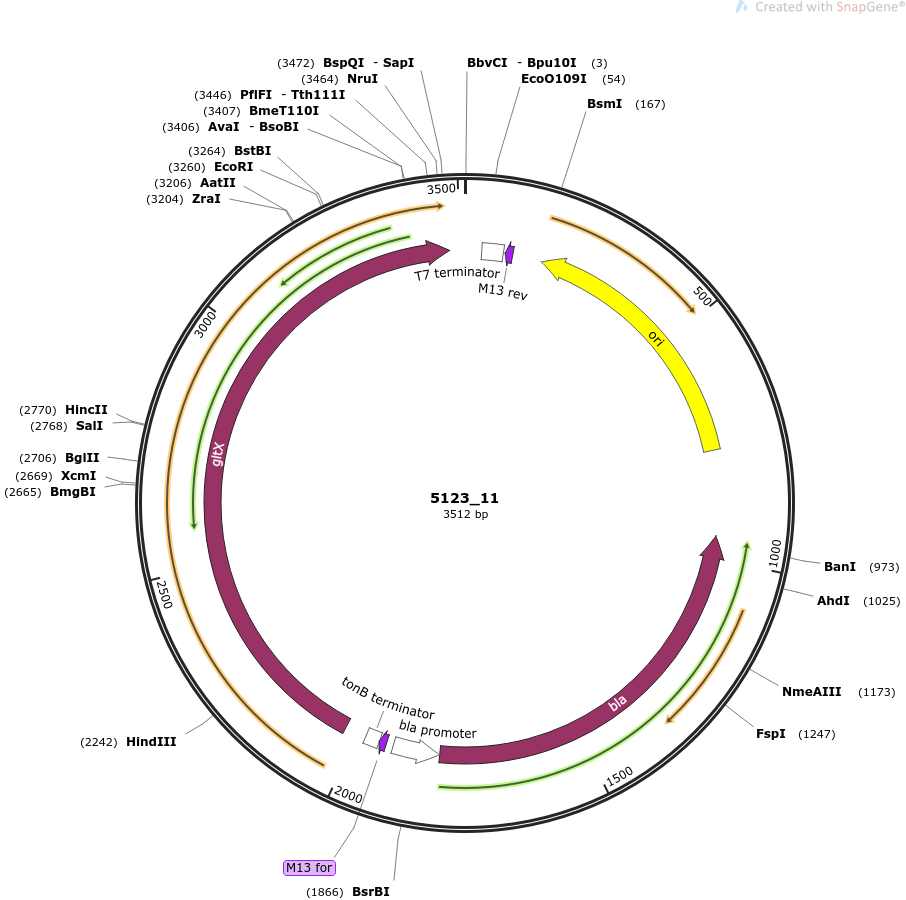 Created with SnapGene®
(3472) BspQI - SapI
(3464) NruI
(3446) PflFI - Tth111I
(3407) BmeT110I
(3406) AvaI - BsoBI
(3264) BstBI
(3260) EcoRI
(3206) AatII
(3204) ZraI
BbvCI - Bpu10I (3)
EcoO109I (54)
BsmI (167)
3500
T7 terminator
M13 rev
500
ori
3000
(2770) HincII
(2768) SalI
(2706) BglII
(2669) XcmI
(2665) BmgBI
gltX
5123_11
3512 bp
1000
BanI (973)
AhdI (1025)
NmeAIII (1173)
FspI (1247)
2500
tonB terminator
bla promoter
bla
(2242) HindIII
2000
1500
M13 for
(1866) BsrBI